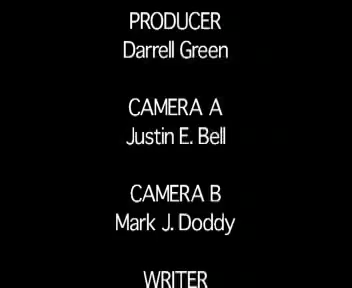 PRODUCER
Darrell Green
CAMERA A
Justin E. Bell
CAMERA B
Mark J. Doddy
WRITER